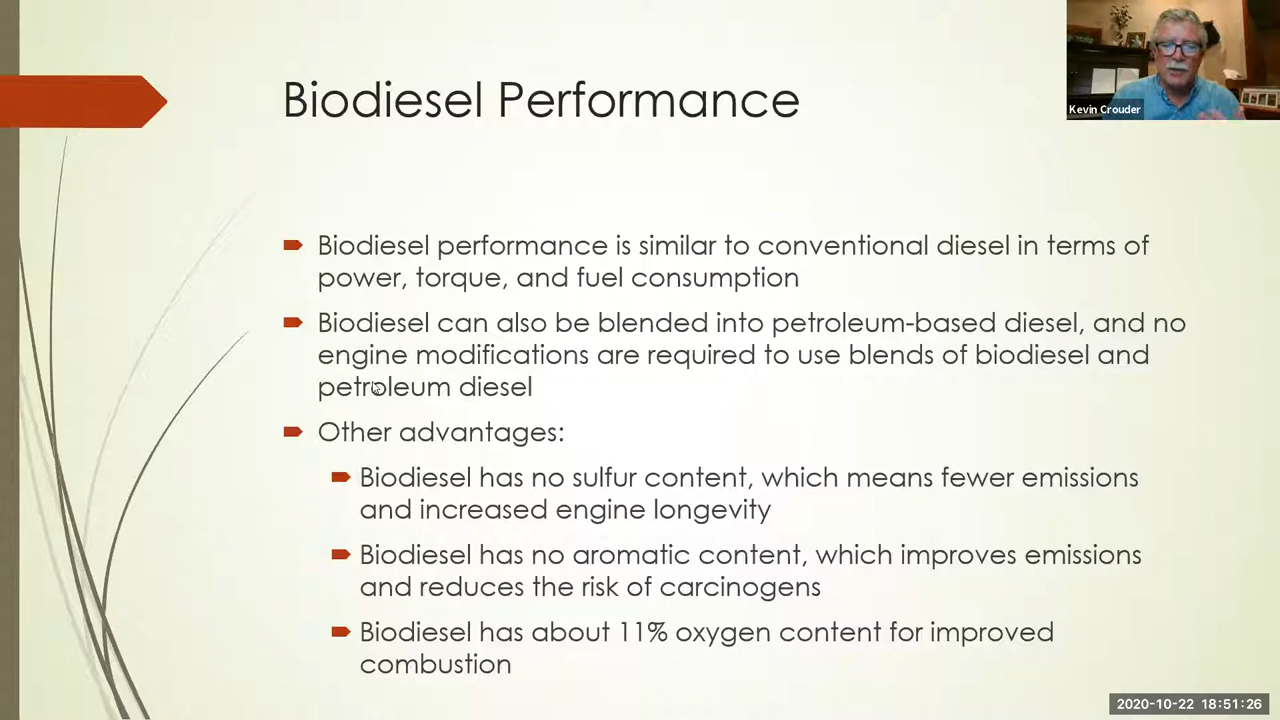 Biodiesel Performance
Kevin Crouder
Biodiesel performance is similar to conventional diesel in terms of
power, torque, and fuel consumption
Biodiesel can also be blended into petroleum-based diesel, and no
engine modifications are required to use blends of biodiesel and
petroleum diesel
Other advantages:
Biodiesel has no sulfur content, which means fewer emissions
and increased engine longevity
Biodiesel has no aromatic content, which improves emissions
and reduces the risk of carcinogens
Biodiesel has about 11% oxygen content for improved
combustion
2020-10-22 18:51:26